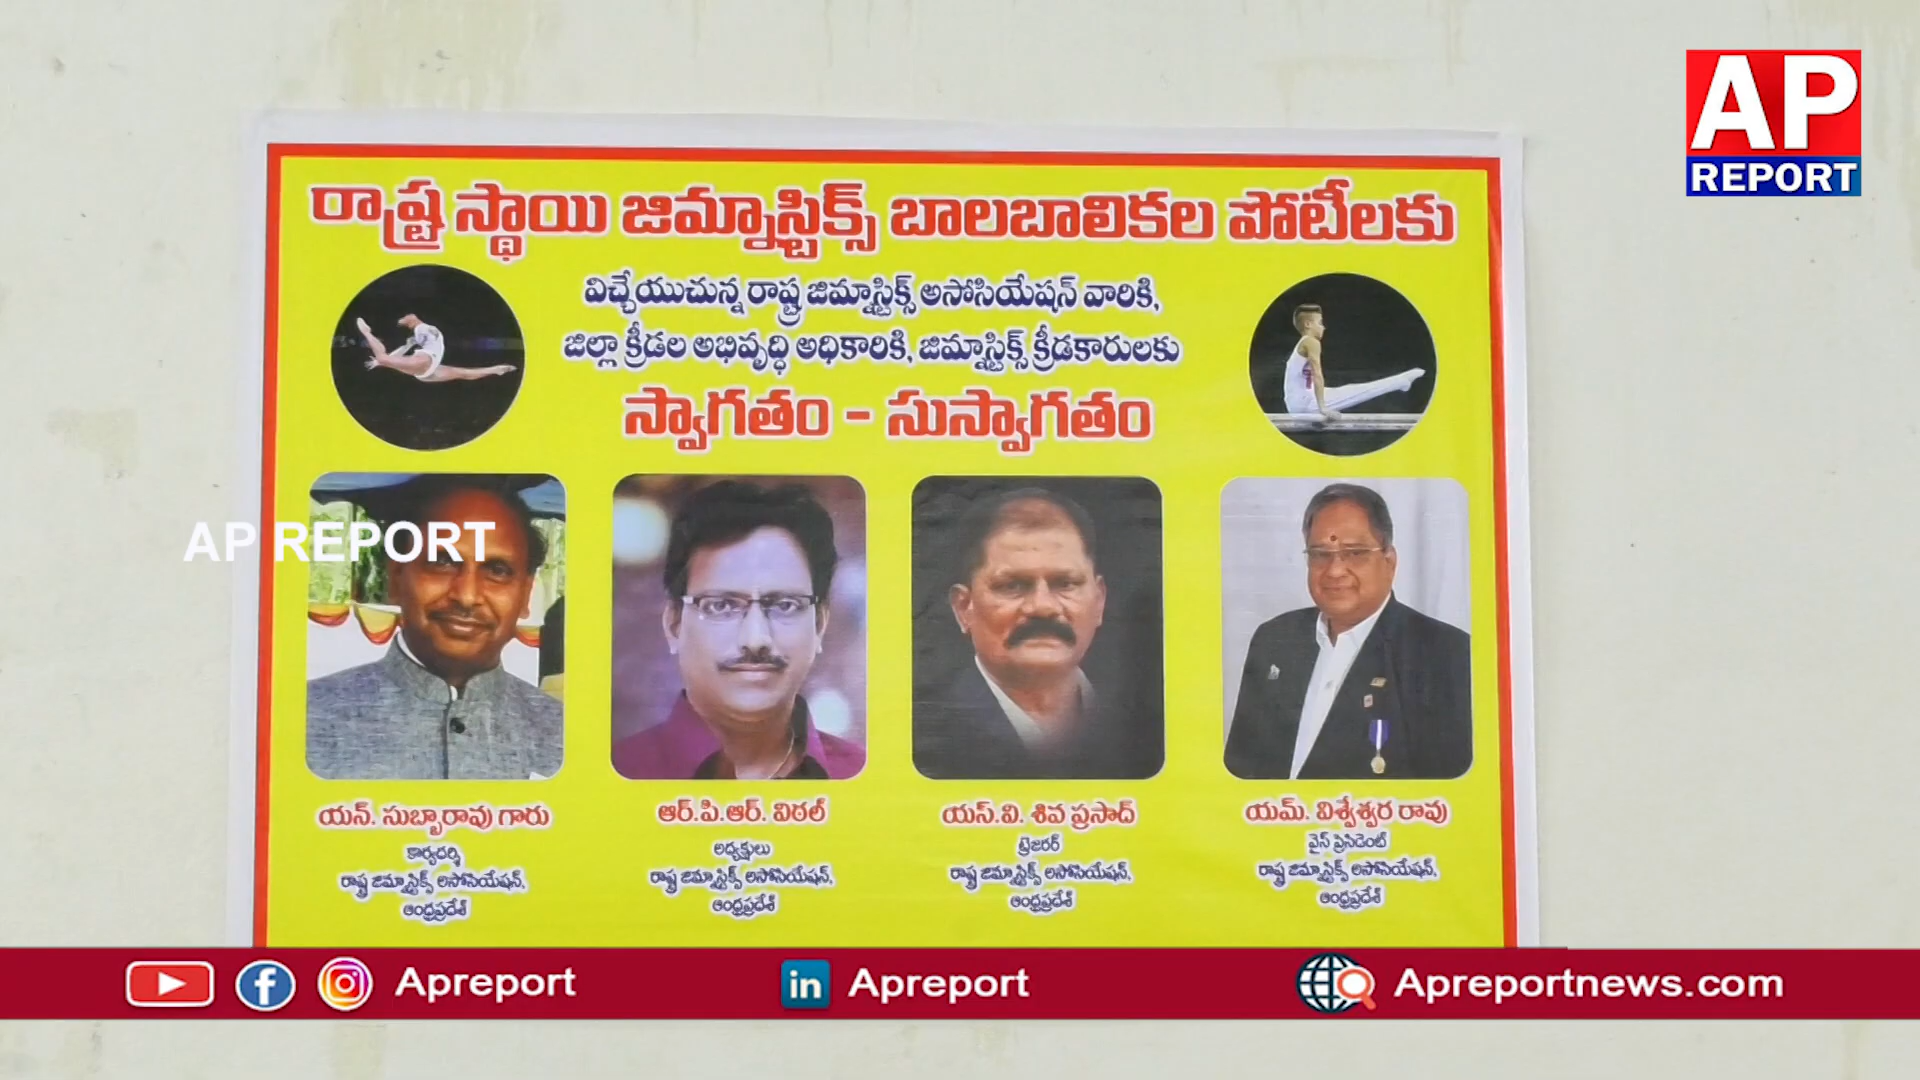 AP
REPORT
రాష్ట్ర స్థాయి జిమ్నాస్టిక్స్ బాలబాలికల పోటీలకు
విచ్చేయుచున్న రాష్ట్ర జిమ్నాస్టిక్స్ అసోసియేషన్ వారికి,
జిల్లా క్రీడల అభివృద్ధి అధికారికి, జిమ్నాస్టిక్స్ క్రీడకారులకు
స్వాగతం - సుస్వాగతం
AP REPORT
యన్. సుబ్బారావు గారు
కార్యదర్శి
రాష్ట్ర జిమ్నాస్టిక్స్ అసోసియేషన్,
ఆంధ్రప్రదేశ్
ఆర్.పి.ఆర్. విఠల్
అధ్యక్షులు
రాష్ట్ర జిమ్నాస్టిక్స్ అసోసియేషన్,
ఆంధ్రప్రదేశ్
యస్.వి. శివ ప్రసాద్
ట్రెజరర్
రాష్ట్ర జిమ్నాస్టిక్స్ అసోసియేషన్,
ఆంధ్రప్రదేశ్
యమ్. విశ్వేశ్వర రావు
వైస్ ప్రెసిడెంట్
రాష్ట్ర జిమ్నాస్టిక్స్ అసోసియేషన్,
ఆంధ్రప్రదేశ్
Apreport
in Apreport
Apreportnews.com